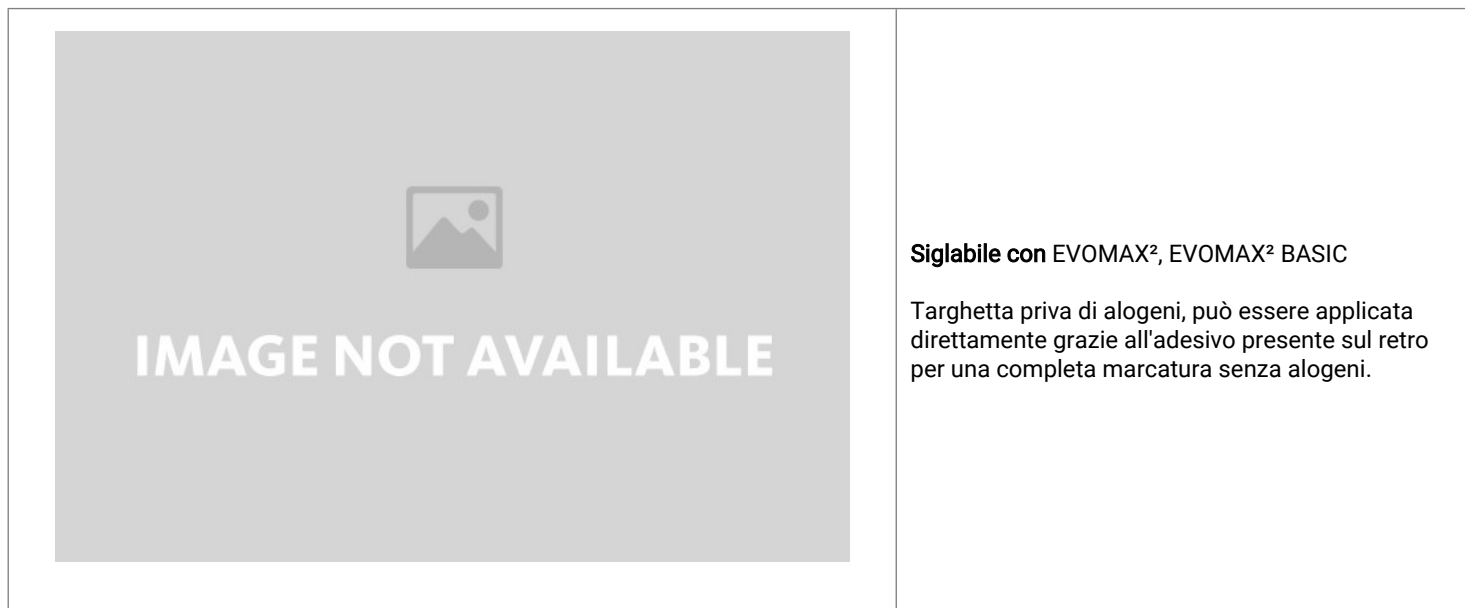 IMAGE NOT AVAILABLE
Siglabile con EVOMAX², EVOMAX² BASIC
Targhetta priva di alogeni, può essere applicata
direttamente grazie all'adesivo presente sul retro
per una completa marcatura senza alogeni.